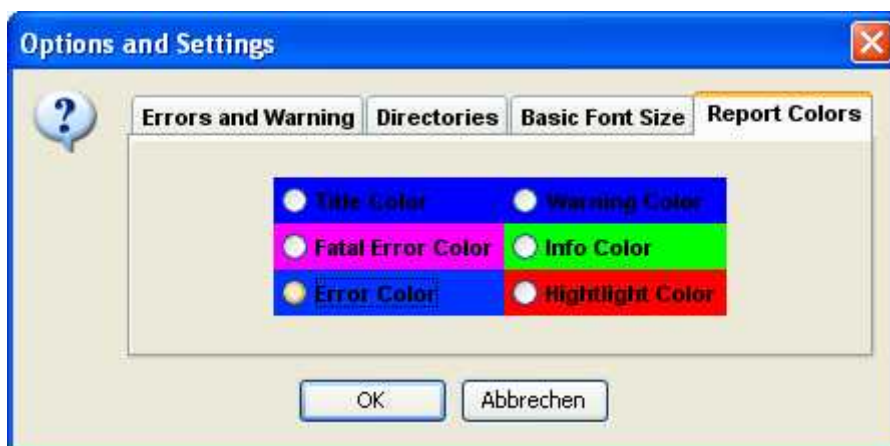 Options and Settings
Errors and Warning Directories Basic Font Size Report Colors
Title Color Warning Color
Fatal Error Color Info Color
Error Color Hightlight Color
OK Abbrechen